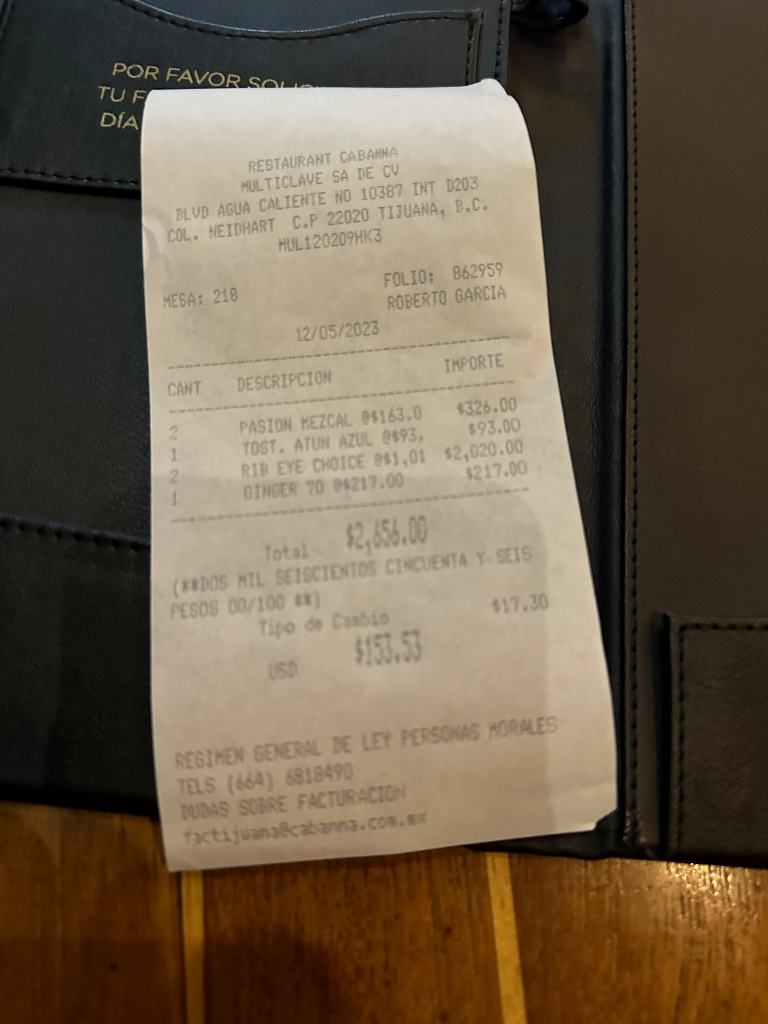 POR FAVOR
TU
DÍA
RESTAURANT CABANNA
MULTICLAVE SA DE CV
BLVD AGUA CALIENTE NO 10387 INT D203
COL. NEIDHART C.P 22020 TIJUANA, B.C.
MUL120209HK3
FOLIO: 862959
MESA: 218 ROBERTO GARCIA
12/05/2023
CANT DESCRIPCION IMPORTE
2 PASION MEZCAL @$163.0 $326.00
1 TOST. ATUN AZUL @$93. $93.00
2 RIB EYE CHOICE @$1,01 $2,020.00
1 GINGER 70 @$217.00 $217.00
Total $2,656.00
(**DOS MIL SEISCIENTOS CINCUENTA Y SEIS
PESOS 00/100 **)
Tipo de Cambio $17.30
USD $153.53
REGIMEN GENERAL DE LEY PERSONAS MORALES
TELS (664) 6818490
DUDAS SOBRE FACTURACION
factijuana@cabanna.com.mx